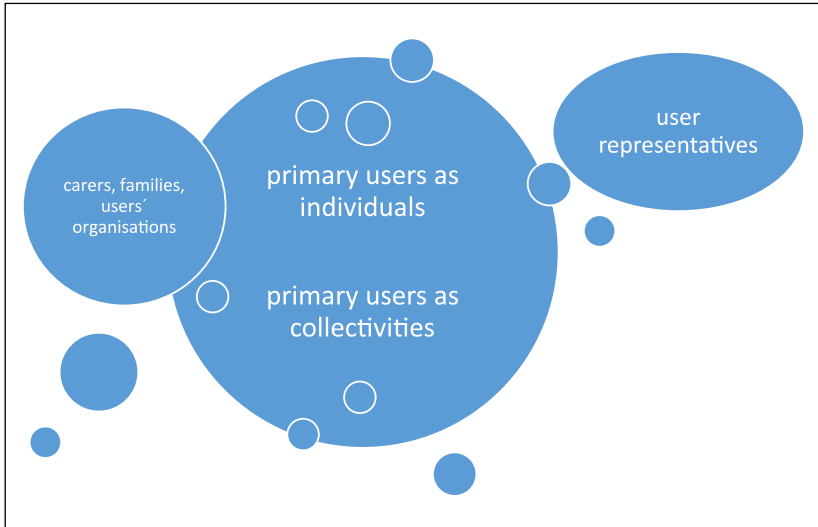 carers, families,
users´
organisations
primary users as
individuals
primary users as
collectivities
user
representatives